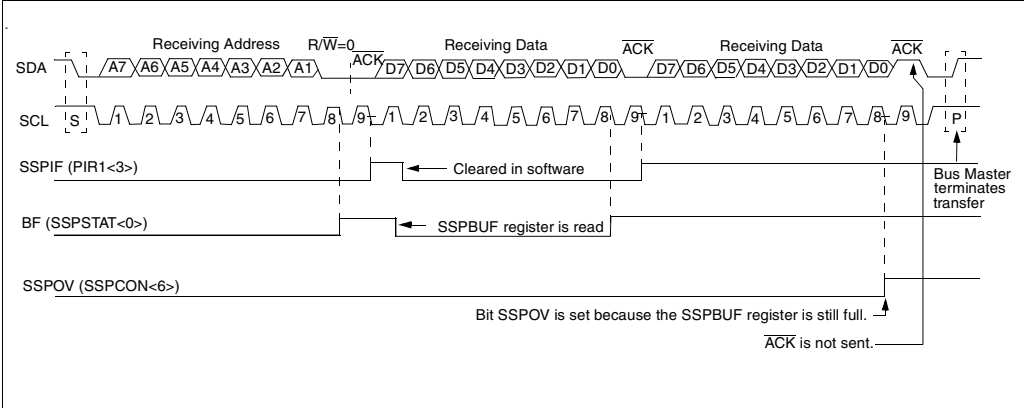 Receiving Address R/W=0 Receiving Data ACK Receiving Data ACK
ACK
SDA A7 A6 A5 A4 A3 A2 A1 D7 D6 D5 D4 D3 D2 D1 D0 D7 D6 D5 D4 D3 D2 D1 D0
SCL S 1 2 3 4 5 6 7 8 9 1 2 3 4 5 6 7 8 9 1 2 3 4 5 6 7 8 9 P
SSPIF (PIR1<3>)
Cleared in software
Bus Master
terminates
transfer
BF (SSPSTAT<0>)
SSPBUF register is read
SSPOV (SSPCON<6>)
Bit SSPOV is set because the SSPBUF register is still full.
ACK is not sent.